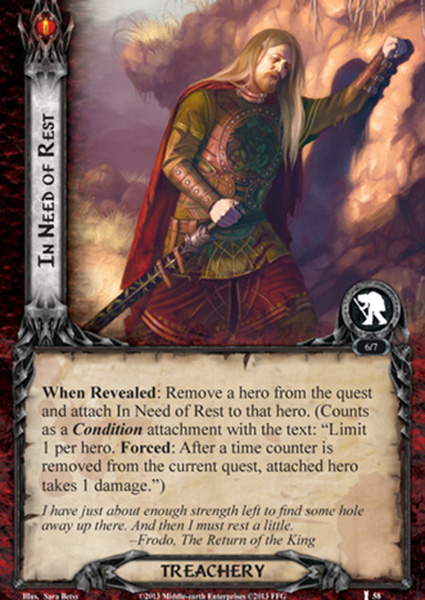 IN NEED OF REST
6/7
When Revealed: Remove a hero from the quest
and attach In Need of Rest to that hero. (Counts
as a Condition attachment with the text: “Limit
1 per hero. Forced: After a time counter is
removed from the current quest, attached hero
takes 1 damage.”)
I have just about enough strength left to find some hole
away up there. And then I must rest a little.
–Frodo, The Return of the King
TREACHERY
Illus. Sara Betsy
©2013 Middle-earth Enterprises ©2013 FFG
58